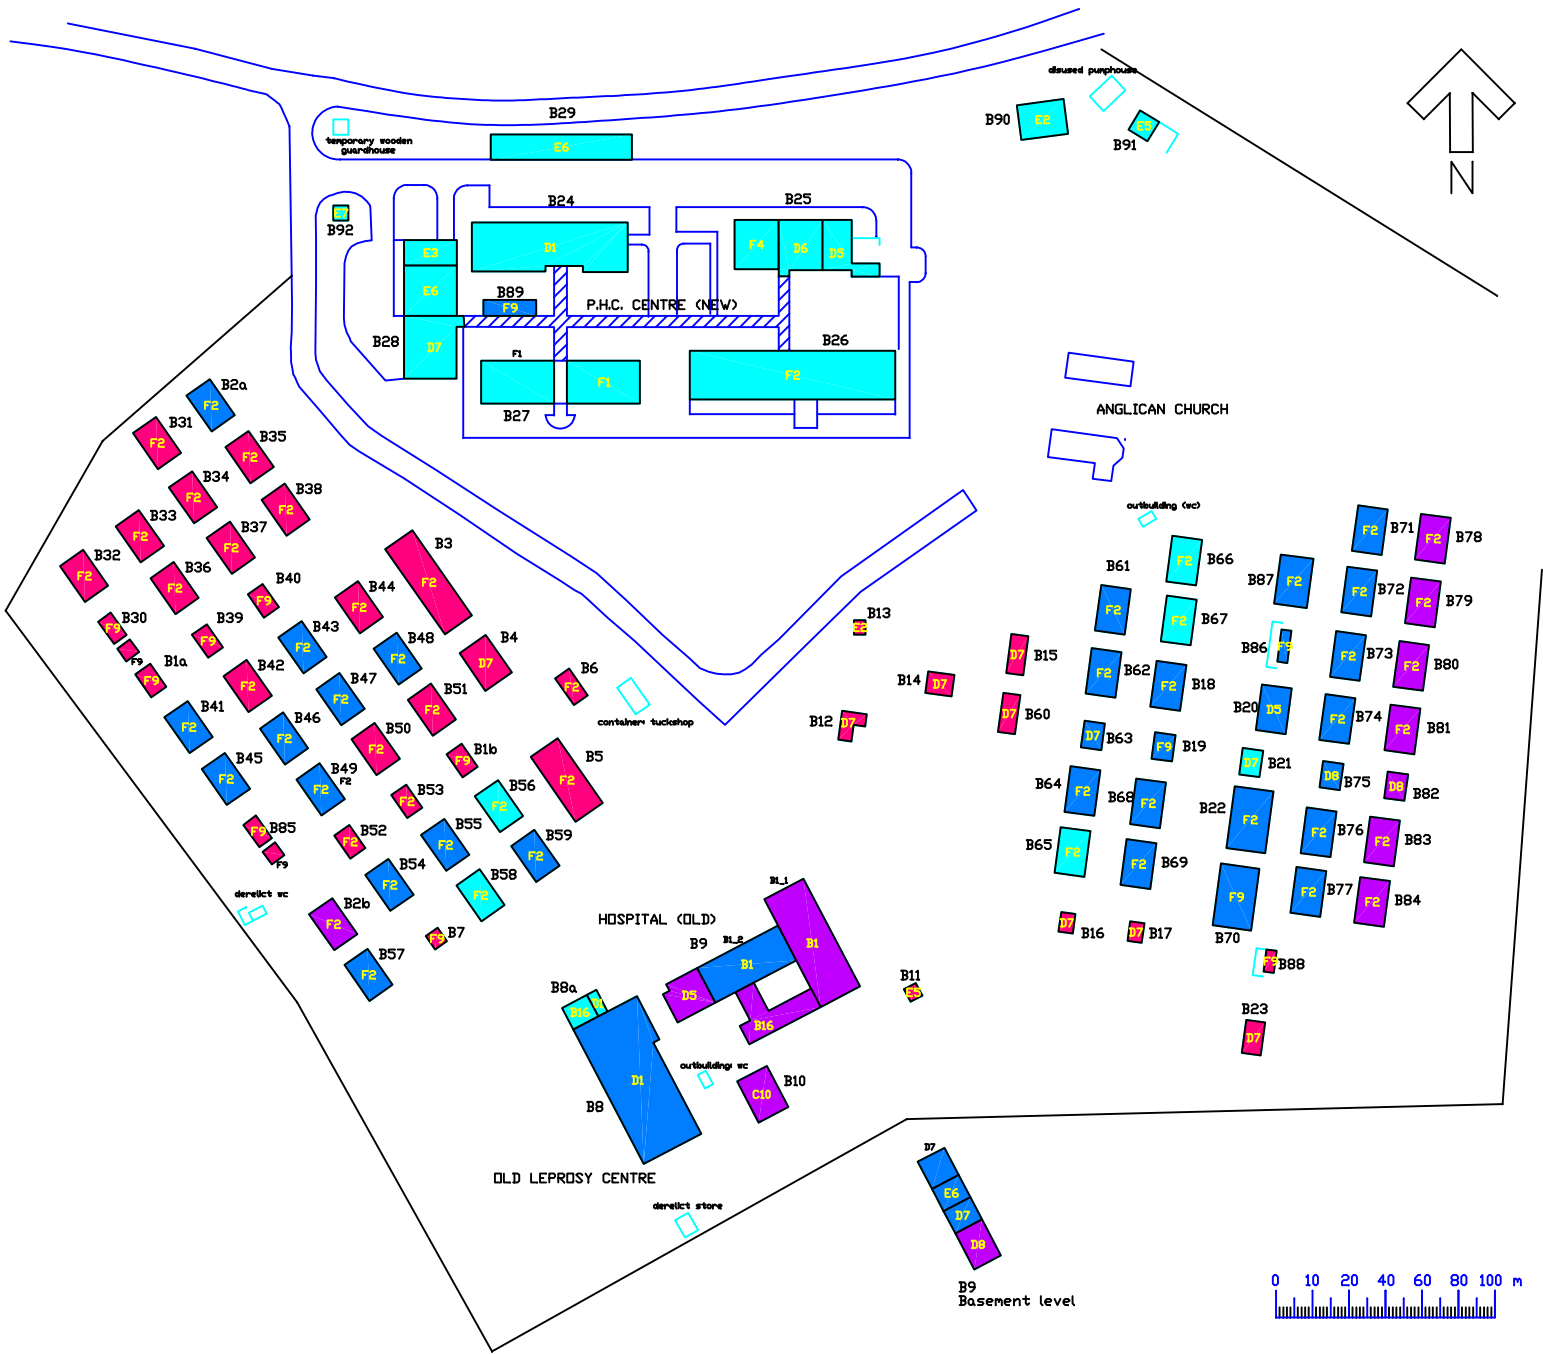 disused pumphouse
B29
B90
E2
E5
B91
temporary wooden
guardhouse
E6
N
B24
B25
E7
B92
E3
D1
F4
D6
D5
E6
B89
F9
P.H.C. CENTRE (NEW)
B28
D7
F1
B26
F1
F2
B27
ANGLICAN CHURCH
B2a
F2
B31
F2
B35
F2
B34
F2
B38
F2
B33
F2
B37
F2
B3
F2
outbuilding (wc)
B71
F2
B78
F2
B32
F2
B36
F2
B40
F9
B44
F2
B66
F2
B61
F2
B87
F2
B72
F2
B79
F2
B30
F9
F9
B39
F9
B43
F2
B48
F2
B4
D7
B13
E2
B67
F2
B15
D7
B86
F9
B73
F2
B80
F2
B1a
F9
B42
F2
B47
F2
B51
F2
B6
F2
container: tuckshop
B14
D7
B62
F2
B18
F2
B41
F2
B46
F2
B50
F2
B12
D7
B60
D7
B63
D7
B19
F9
B20
D5
B74
F2
B81
F2
B45
F2
B49
F2
F2
B1b
F9
B5
F2
B21
D7
B75
D8
B82
D8
B53
F2
B56
F2
B64
F2
B68
F2
B22
F2
B85
F9
F9
B52
F2
B55
F2
B59
F2
B65
F2
B69
F2
B76
F2
B83
F2
derelict wc
B2b
F2
B54
F2
B58
F2
B70
F9
B77
F2
B84
F2
B57
F2
B7
F9
B1_1
HOSPITAL (OLD)
B9
B1_2
B1
B1
B16
D7
B17
D7
B88
F9
B8a
B16
D1
D5
B16
B11
E5
B23
D7
outbuilding: wc
B8
D1
B10
C10
OLD LEPROSY CENTRE
derelict store
D7
E6
D7
D8
B9
Basement level
0 10 20 40 60 80 100 m